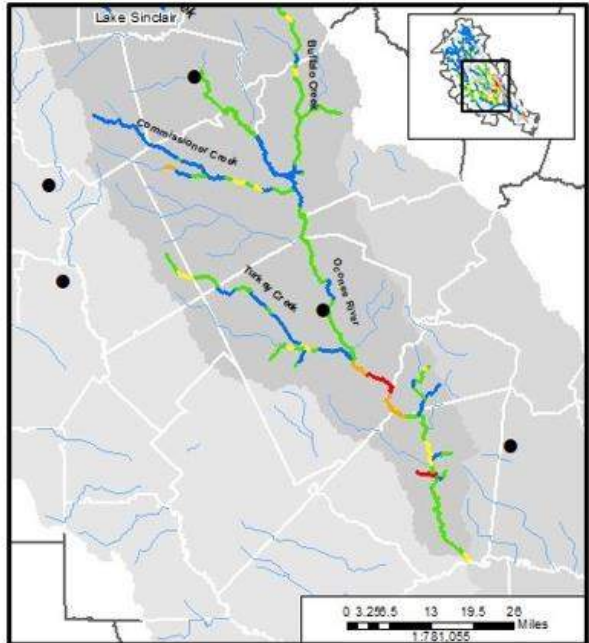 Lake Sinclair
Buffalo Creek
Commissioner Creek
Turkey Creek
Oconee River
0 3.25 6.5 13 19.5 26
Miles
1:781,055